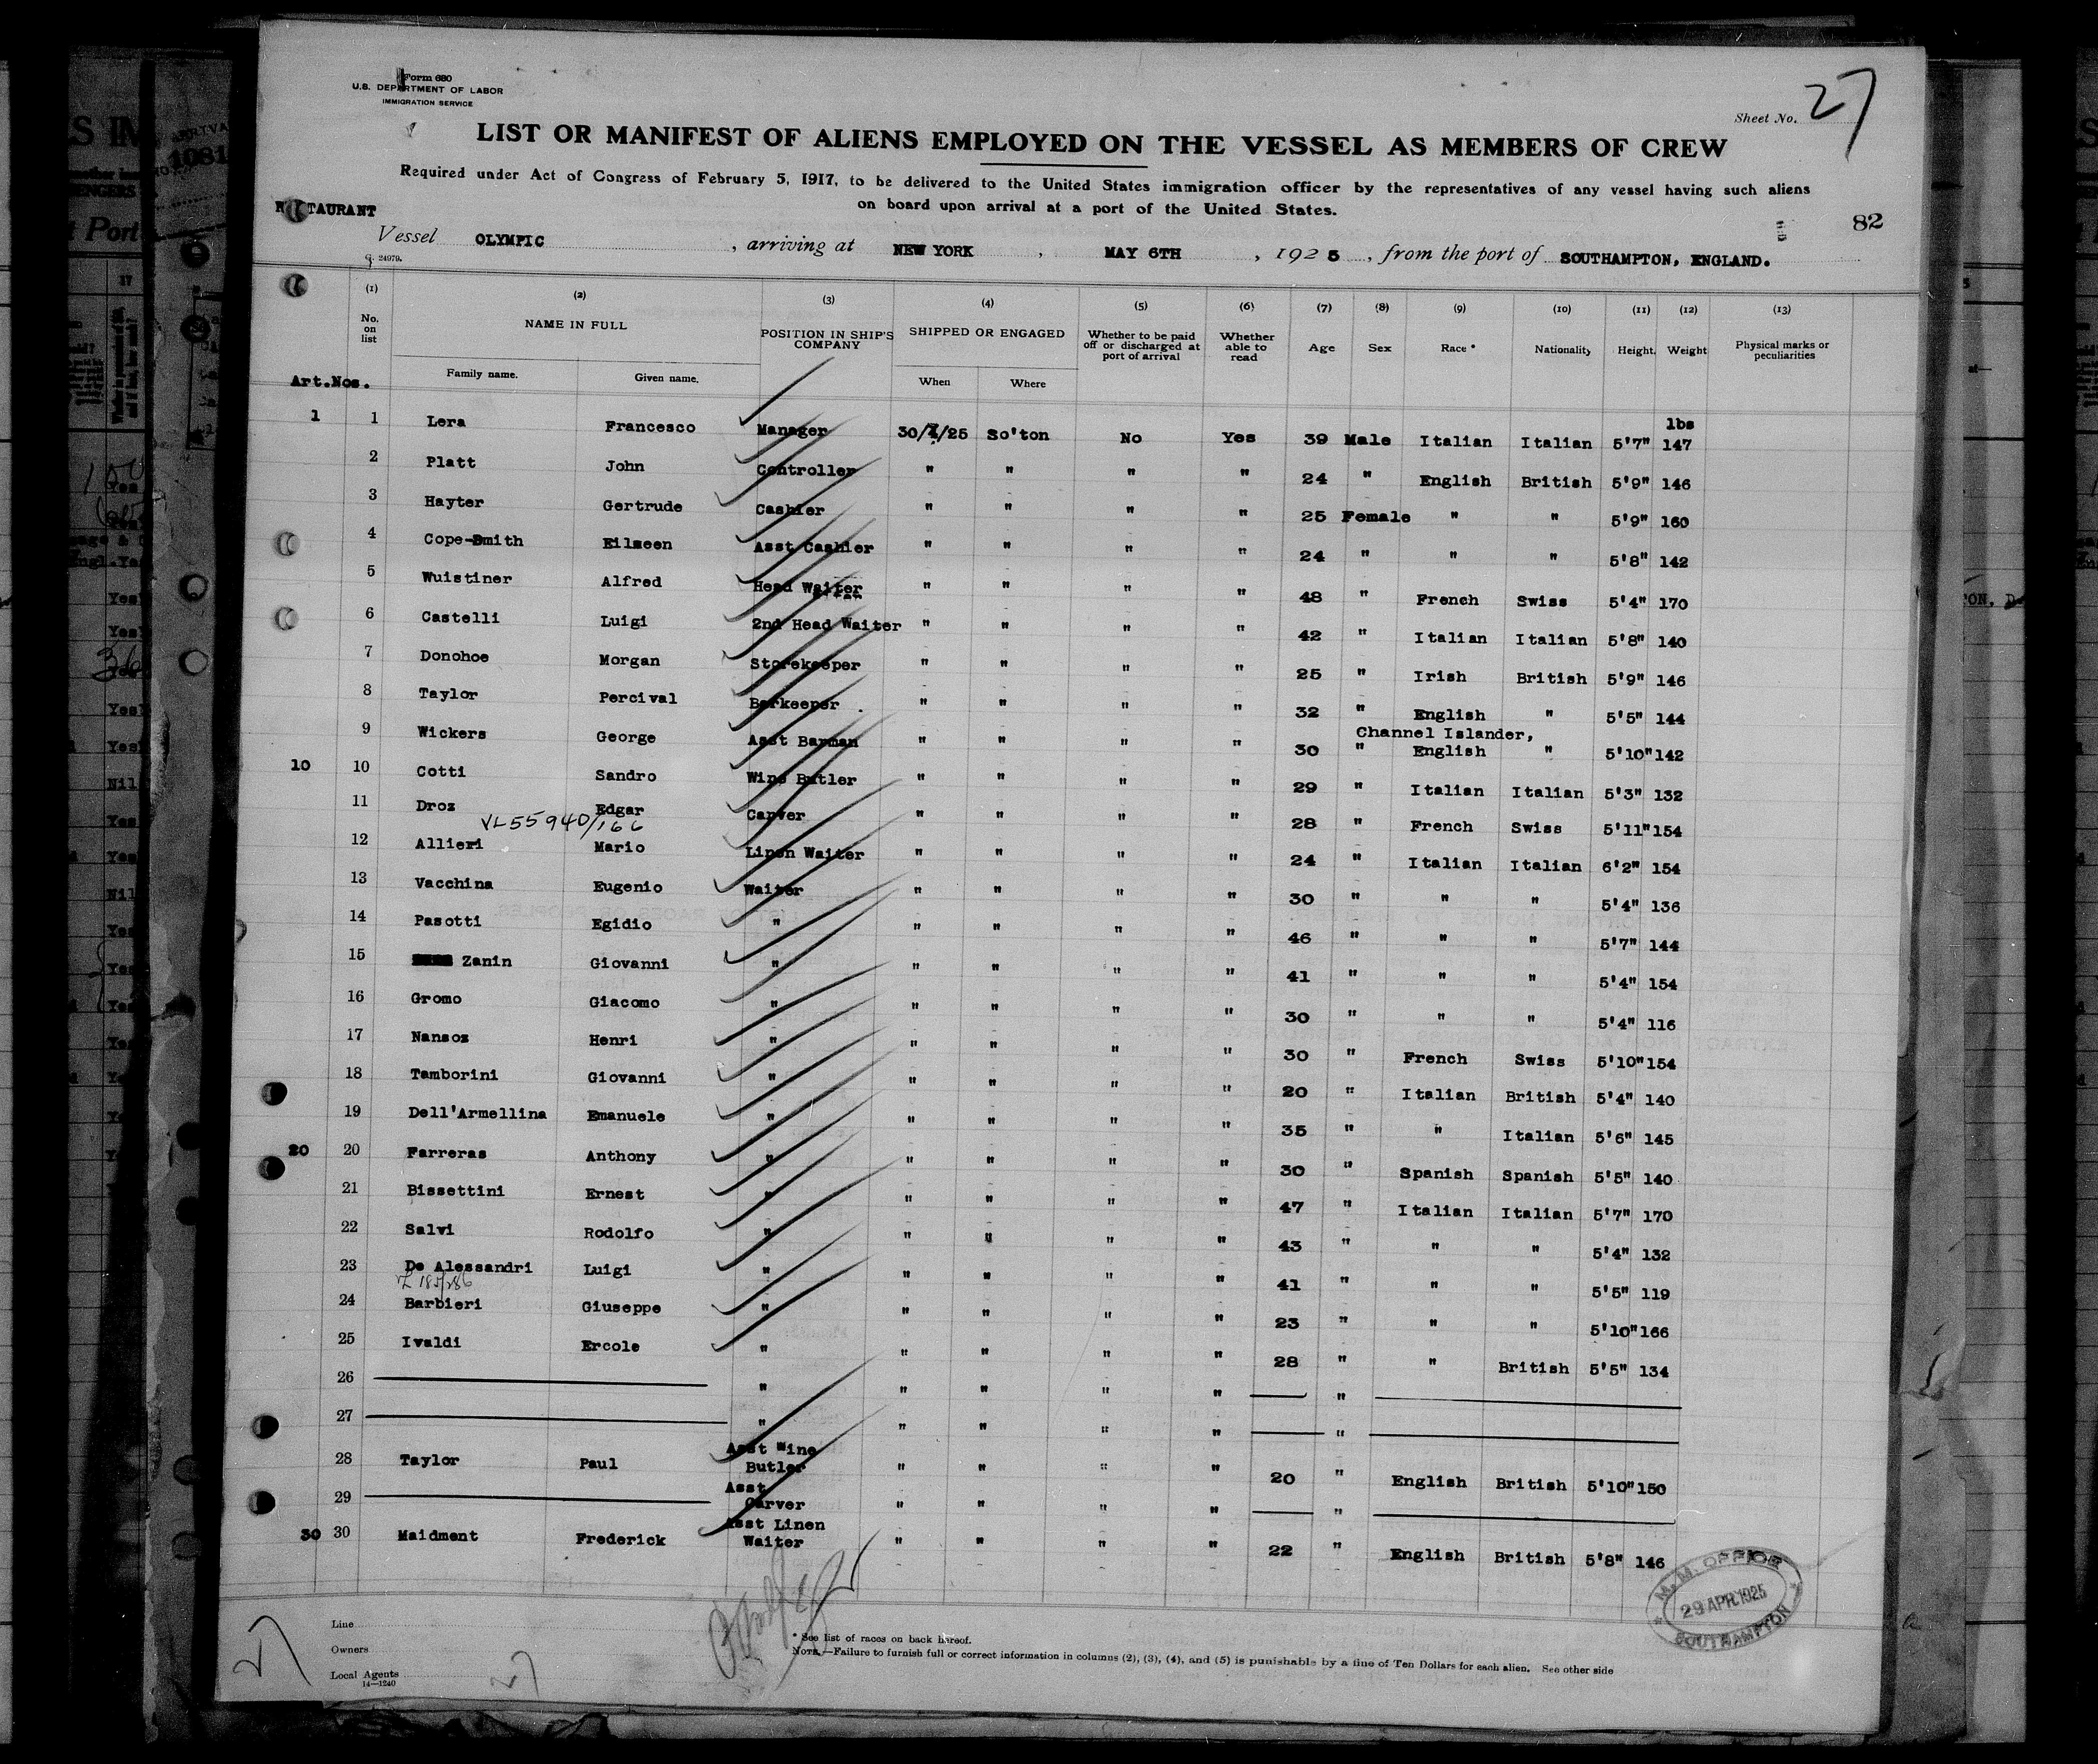 Form 680
U.S. DEPARTMENT OF LABOR
IMMIGRATION SERVICE
Sheet No. 27
LIST OR MANIFEST OF ALIENS EMPLOYED ON THE VESSEL AS MEMBERS OF CREW
Required under Act of Congress of February 5, 1917, to be delivered to the United States immigration officer by the representatives of any vessel having such aliens
on board upon arrival at a port of the United States.
RESTAURANT
82
Vessel OLYMPIC, arriving at NEW YORK, MAY 6TH, 1925, from the port of SOUTHAMPTON, ENGLAND.
G. 24979.
(1) (2) (3) (4) (5) (6) (7) (8) (9) (10) (11) (12) (13)
No. on list NAME IN FULL POSITION IN SHIP'S COMPANY SHIPPED OR ENGAGED Whether to be paid off or discharged at port of arrival Whether able to read Age Sex Race * Nationality Height. Weight Physical marks or peculiarities
Art.Nos. Family name. Given name. When Where
lbs
1 1 Lera Francesco Manager 30/4/25 So'ton No Yes 39 Male Italian Italian 5'7" 147
2 Platt John Controller " " " " 24 " English British 5'9" 146
3 Hayter Gertrude Cashier " " " " 25 Female " " 5'9" 160
4 Cope-Smith Eileen Asst Cashier " " " " 24 " " " 5'8" 142
5 Wuistiner Alfred Head Waiter " " " " 48 " French Swiss 5'4" 170
6 Castelli Luigi 2nd Head Waiter " " " " 42 " Italian Italian 5'8" 140
7 Donohoe Morgan Storekeeper " " " " 25 " Irish British 5'9" 146
8 Taylor Percival Barkeeper " " " " 32 " English " 5'5" 144
Channel Islander,
9 Wickers George Asst Barman " " " " 30 " English " 5'10" 142
10 10 Cotti Sandro Wine Butler " " " " 29 " Italian Italian 5'3" 132
11 Droz Edgar Carver " " " " 28 " French Swiss 5'11" 154
VL55940/166
12 Allieri Mario Linen Waiter " " " " 24 " Italian Italian 6'2" 154
13 Vacchina Eugenio Waiter " " " " 30 " " " 5'4" 136
14 Pasotti Egidio " " " " " 46 " " " 5'7" 144
15 Zanin Giovanni " " " " " 41 " " " 5'4" 154
16 Gromo Giacomo " " " " " 30 " " " 5'4" 116
17 Nansoz Henri " " " " " 30 " French Swiss 5'10" 154
18 Tamborini Giovanni " " " " " 20 " Italian British 5'4" 140
19 Dell'Armellina Emanuele " " " " " 35 " " Italian 5'6" 145
20 20 Farreras Anthony " " " " " 30 " Spanish Spanish 5'5" 140
21 Bissettini Ernest " " " " " 47 " Italian Italian 5'7" 170
22 Salvi Rodolfo " " " " " 43 " " " 5'4" 132
23 De Alessandri Luigi " " " " " 41 " " " 5'5" 119
24 Barbieri Giuseppe " " " " " 23 " " " 5'10" 166
25 Ivaldi Ercole " " " " " 28 " " British 5'5" 134
26 " " " " " "
27 " " " " " "
28 Taylor Paul Asst Wine Butler " " " " 20 " English British 5'10" 150
29 Asst Carver " " " " "
30 30 Maidment Frederick Asst Linen Waiter " " " " 22 " English British 5'8" 146
M.M. OFFICE
29 APR 1925
SOUTHAMPTON
Line
Owners
Local Agents
14—1240
27
27
* See list of races on back hereof.
NOTE.—Failure to furnish full or correct information in columns (2), (3), (4), and (5) is punishable by a fine of Ten Dollars for each alien. See other side